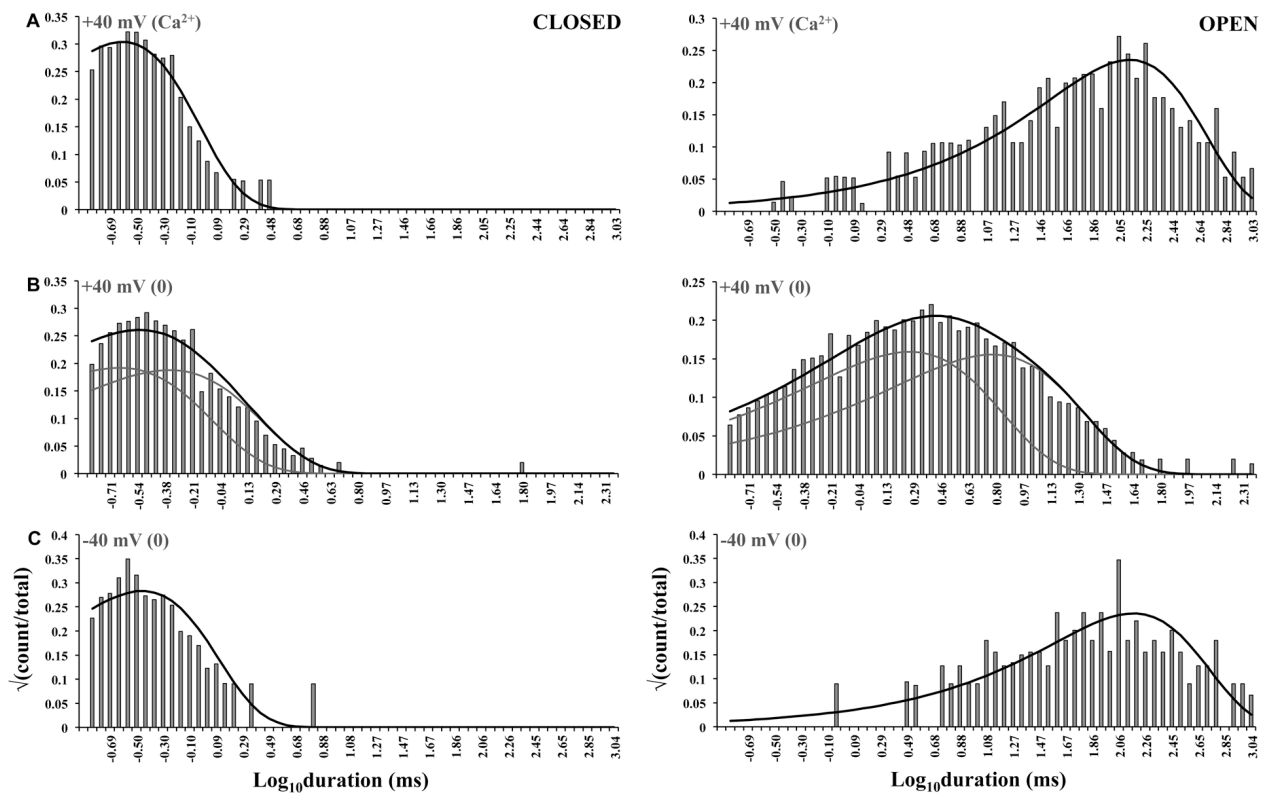 A
+40 mV (Ca²⁺)
CLOSED
0.35
0.3
0.25
0.2
0.15
0.1
0.05
0
-0.69 -0.50 -0.30 -0.10 0.09 0.29 0.48 0.68 0.88 1.07 1.27 1.46 1.66 1.86 2.05 2.25 2.44 2.64 2.84 3.03
+40 mV (Ca²⁺)
OPEN
0.3
0.25
0.2
0.15
0.1
0.05
0
-0.69 -0.50 -0.30 -0.10 0.09 0.29 0.48 0.68 0.88 1.07 1.27 1.46 1.66 1.86 2.05 2.25 2.44 2.64 2.84 3.03
B
+40 mV (0)
0.35
0.3
0.25
0.2
0.15
0.1
0.05
0
-0.71 -0.54 -0.38 -0.21 -0.04 0.13 0.29 0.46 0.63 0.80 0.97 1.13 1.30 1.47 1.64 1.80 1.97 2.14 2.31
+40 mV (0)
0.25
0.2
0.15
0.1
0.05
0
-0.71 -0.54 -0.38 -0.21 -0.04 0.13 0.29 0.46 0.63 0.80 0.97 1.13 1.30 1.47 1.64 1.80 1.97 2.14 2.31
C
-40 mV (0)
0.4
0.35
0.3
0.25
0.2
0.15
0.1
0.05
0
√(count/total)
-0.69 -0.50 -0.30 -0.10 0.09 0.29 0.49 0.68 0.88 1.08 1.27 1.47 1.67 1.86 2.06 2.26 2.45 2.65 2.85 3.04
Log₁₀duration (ms)
-40 mV (0)
0.4
0.35
0.3
0.25
0.2
0.15
0.1
0.05
0
√(count/total)
-0.69 -0.50 -0.30 -0.10 0.09 0.29 0.49 0.68 0.88 1.08 1.27 1.47 1.67 1.86 2.06 2.26 2.45 2.65 2.85 3.04
Log₁₀duration (ms)